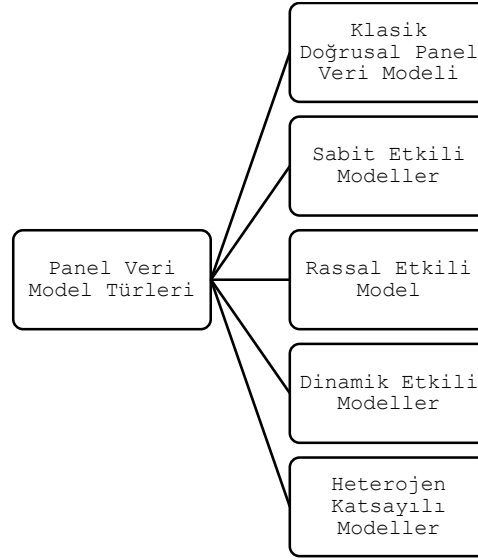 Klasik
Doğrusal Panel
Veri Modeli
Sabit Etkili
Modeller
Panel Veri
Model Türleri
Rassal Etkili
Model
Dinamik Etkili
Modeller
Heterojen
Katsayılı
Modeller